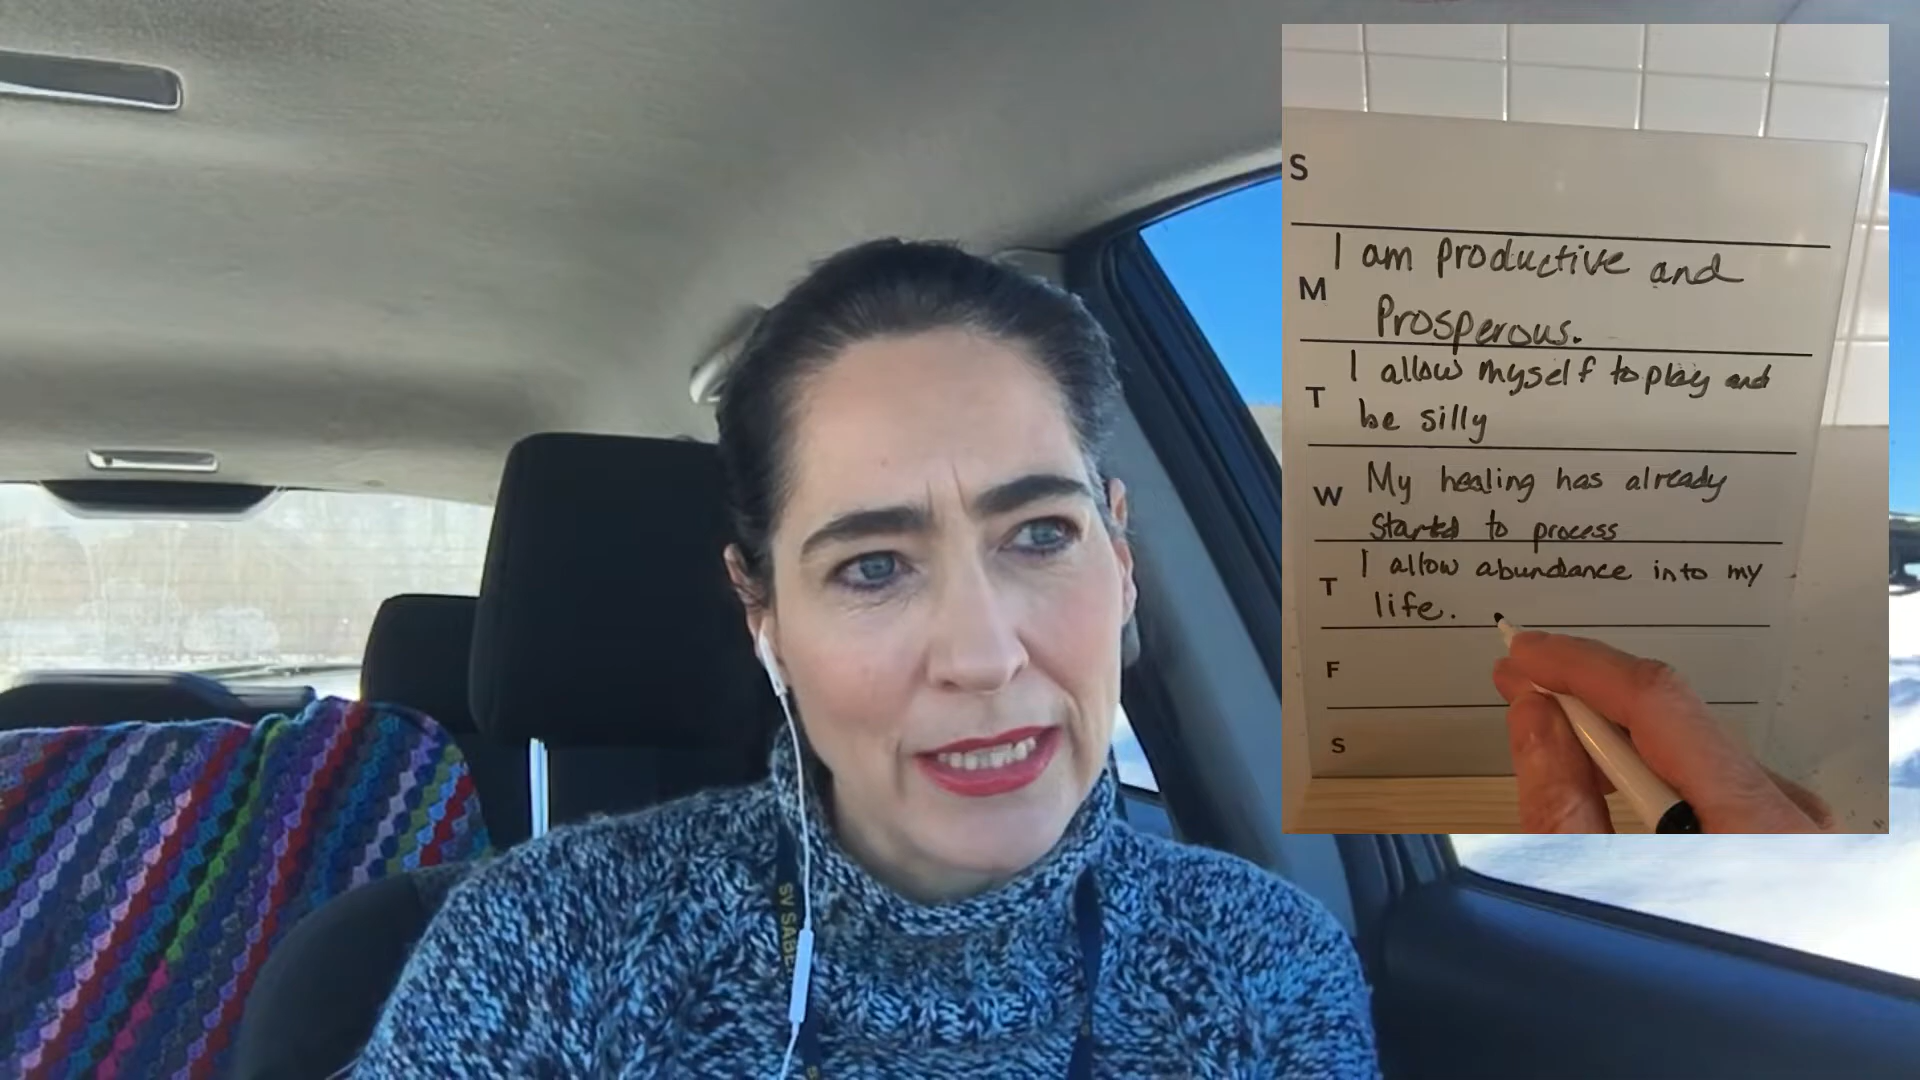 S
M
I am Productive and
Prosperous.
T
I allow myself to play and
be silly
W
My healing has already
Started to process
T
I allow abundance into my
life.
F
S
SV SABE